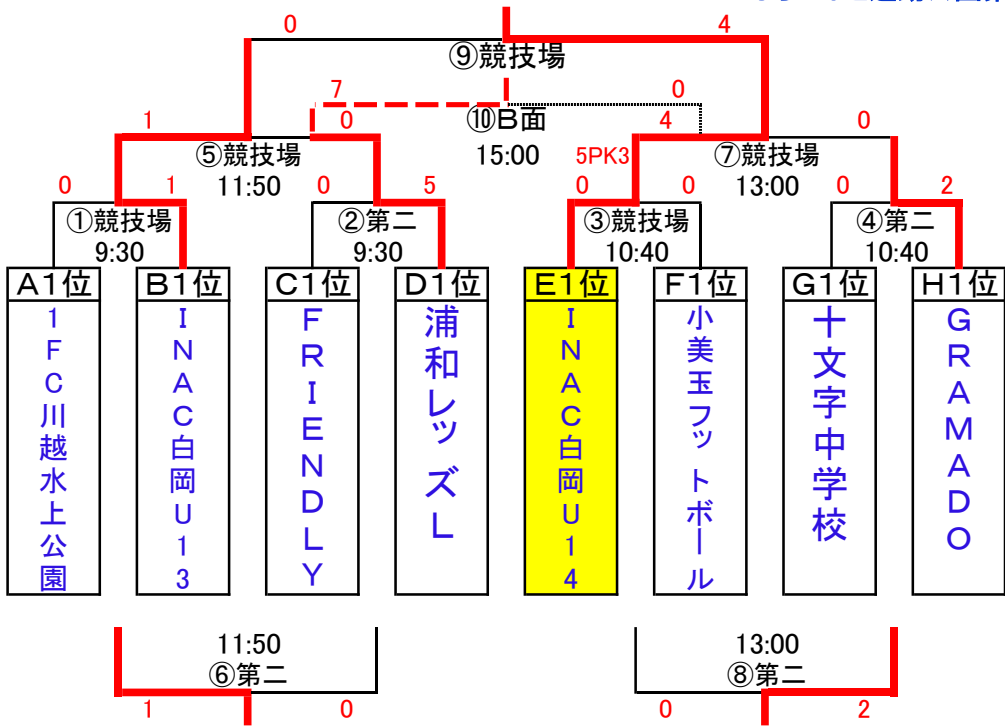 0 4
⑨競技場
7 0
⑩B面
15:00
1 0
⑤競技場
11:50
5PK3 4 0
⑦競技場
13:00
0 1
①競技場
9:30
0 5
②第二
9:30
0 0
③競技場
10:40
0 2
④第二
10:40
A1位 B1位 C1位 D1位 E1位 F1位 G1位 H1位
1FC川越水上公園
INAC白岡U13
FRIENDLY
浦和レッズL
INAC白岡U14
小美玉フットボール
十文字中学校
GRAMADO
11:50
⑥第二
1 0
13:00
⑧第二
0 2